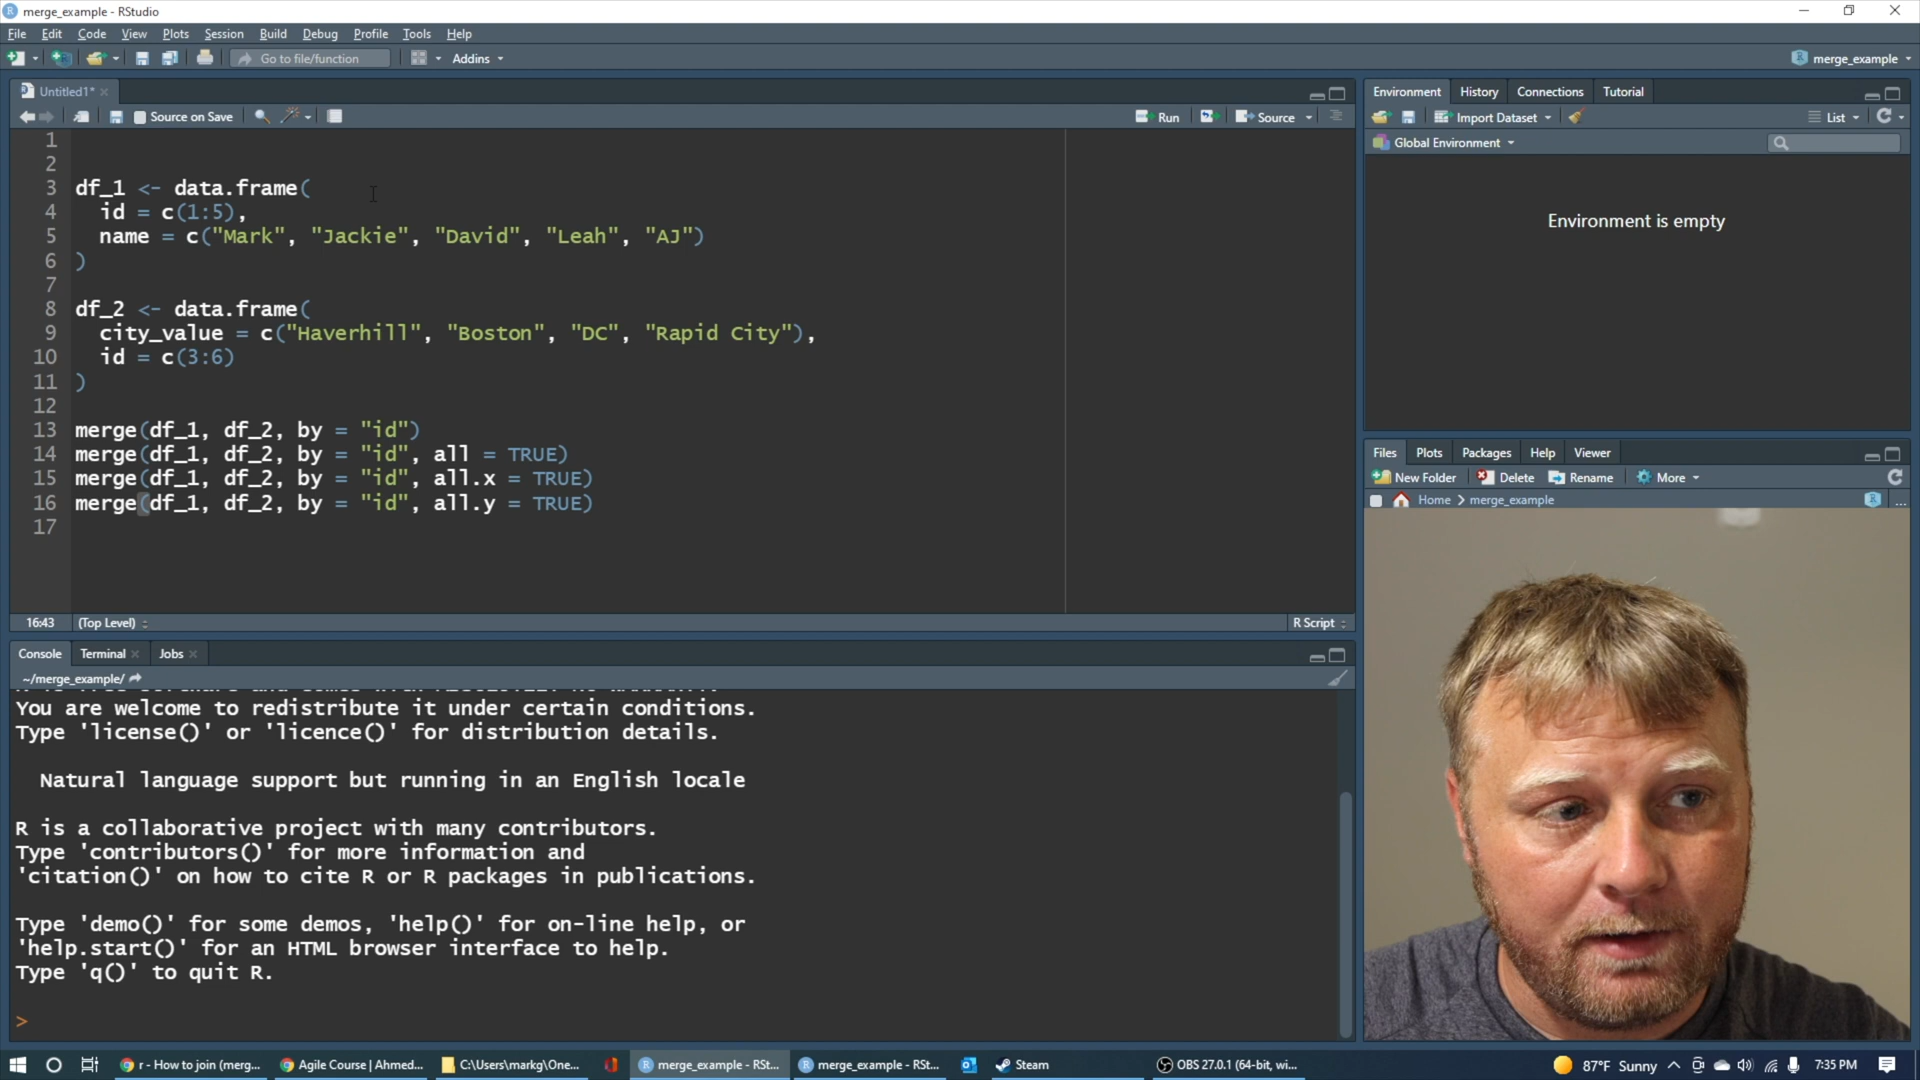 merge_example - RStudio
File Edit Code View Plots Session Build Debug Profile Tools Help
Go to file/function Addins merge_example
Untitled1*
Source on Save Run Source
1
2
3 df_1 <- data.frame(
4 id = c(1:5),
5 name = c("Mark", "Jackie", "David", "Leah", "AJ")
6 )
7
8 df_2 <- data.frame(
9 city_value = c("Haverhill", "Boston", "DC", "Rapid City"),
10 id = c(3:6)
11 )
12
13 merge(df_1, df_2, by = "id")
14 merge(df_1, df_2, by = "id", all = TRUE)
15 merge(df_1, df_2, by = "id", all.x = TRUE)
16 merge(df_1, df_2, by = "id", all.y = TRUE)
17
16:43 (Top Level) R Script
Console Terminal Jobs
~/merge_example/
You are welcome to redistribute it under certain conditions.
Type 'license()' or 'licence()' for distribution details.
Natural language support but running in an English locale
R is a collaborative project with many contributors.
Type 'contributors()' for more information and
'citation()' on how to cite R or R packages in publications.
Type 'demo()' for some demos, 'help()' for on-line help, or
'help.start()' for an HTML browser interface to help.
Type 'q()' to quit R.
>
Environment History Connections Tutorial
Import Dataset List
Global Environment
Environment is empty
Files Plots Packages Help Viewer
New Folder Delete Rename More
Home > merge_example ...
r - How to join (merg... Agile Course | Ahmed... C:\Users\markg\One... merge_example - RSt... merge_example - RSt... Steam OBS 27.0.1 (64-bit, wi... 87°F Sunny 7:35 PM